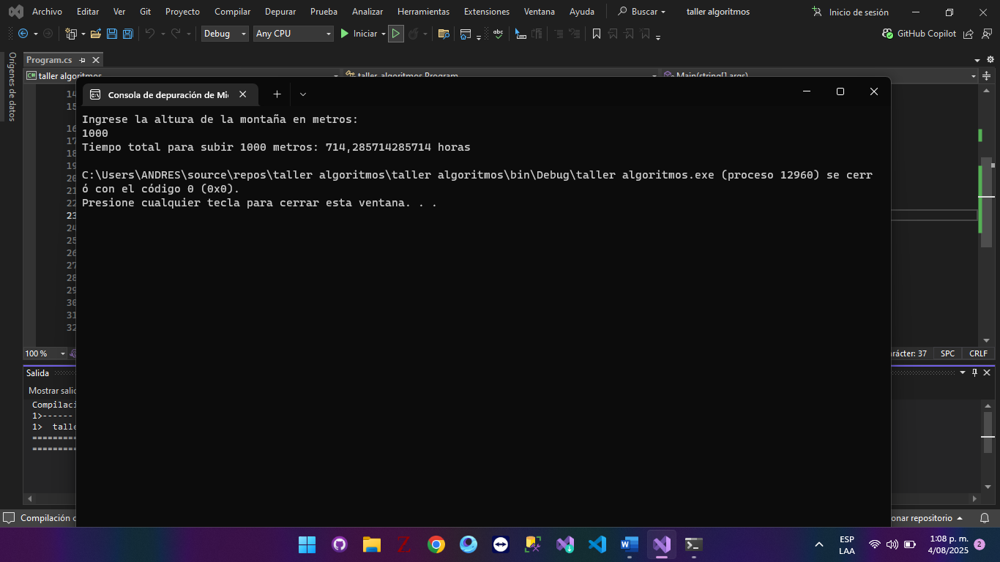 Archivo Editar Ver Git Proyecto Compilar Depurar Prueba Analizar Herramientas Extensiones Ventana Ayuda Buscar taller algoritmos Inicio de sesión
Debug Any CPU Iniciar abc GitHub Copilot
Orígenes de datos
Program.cs
C# taller algoritmos taller_algoritmos.Program Main(string[] args)
Consola de depuración de Mi
14
15
16
17
18
19
20
21
22
23
24
25
26
27
28
29
30
31
32
Ingrese la altura de la montaña en metros:
1000
Tiempo total para subir 1000 metros: 714,285714285714 horas
C:\Users\ANDRES\source\repos\taller algoritmos\taller algoritmos\bin\Debug\taller algoritmos.exe (proceso 12960) se cerr
ó con el código 0 (0x0).
Presione cualquier tecla para cerrar esta ventana. . .
100 % arácter: 37 SPC CRLF
Salida
Mostrar salid
Compilaci
1>------
1> talle
=========
=========
Compilación c onar repositorio
ESP
LAA
1:08 p. m.
4/08/2025
2